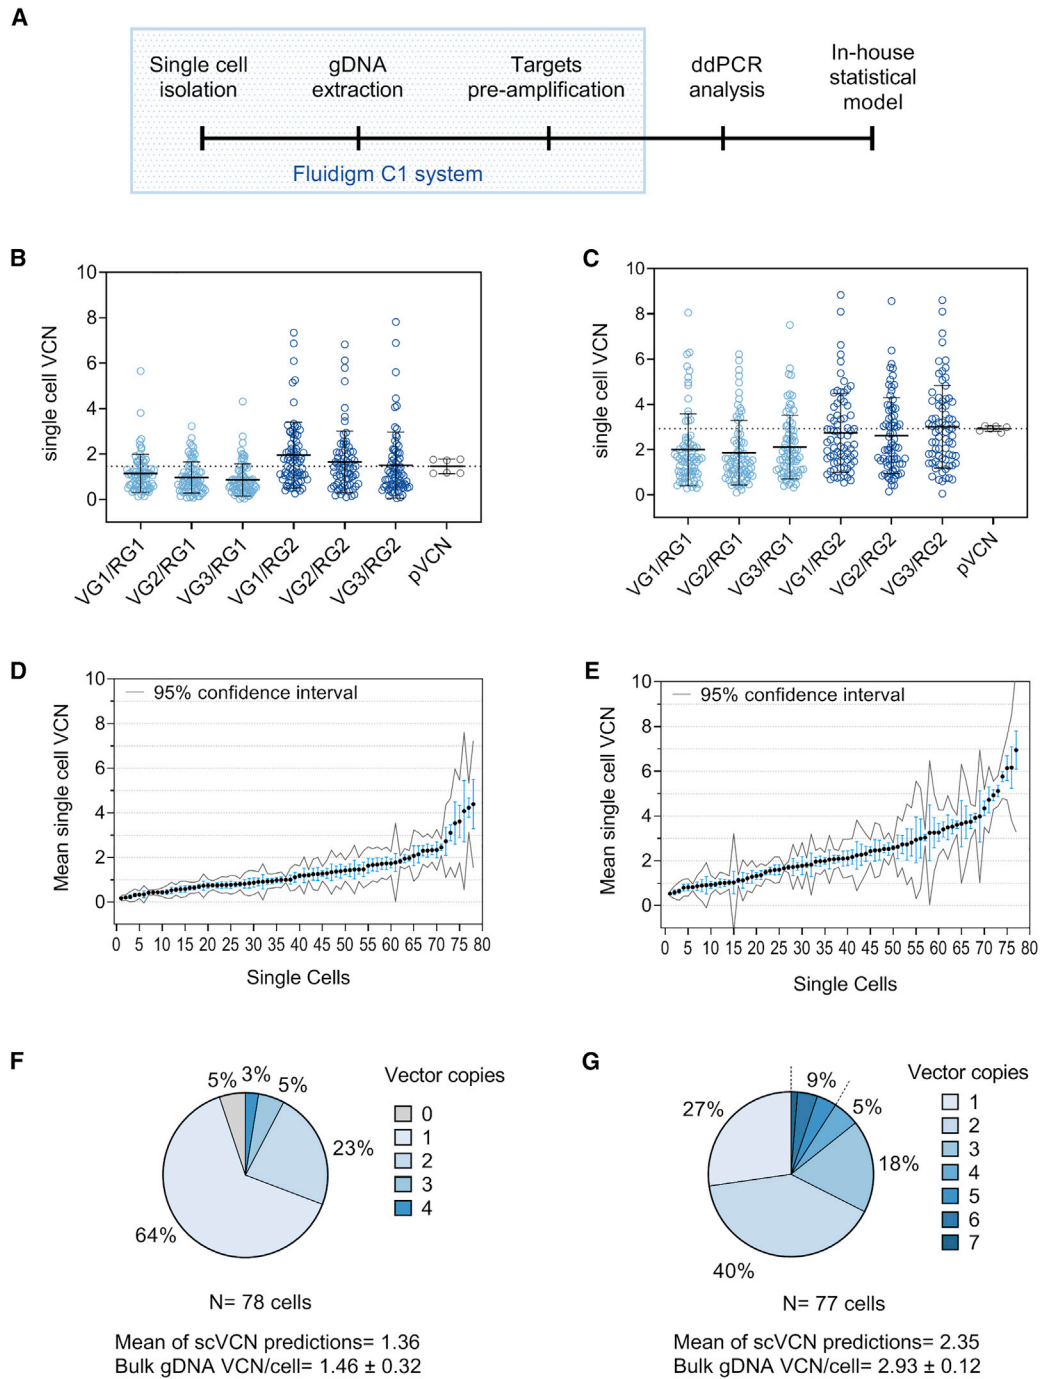 A
Single cell
isolation
gDNA
extraction
Targets
pre-amplification
ddPCR
analysis
In-house
statistical
model
Fluidigm C1 system
B
single cell VCN
10
8
6
4
2
0
VG1/RG1
VG2/RG1
VG3/RG1
VG1/RG2
VG2/RG2
VG3/RG2
pVCN
C
single cell VCN
10
8
6
4
2
0
VG1/RG1
VG2/RG1
VG3/RG1
VG1/RG2
VG2/RG2
VG3/RG2
pVCN
D
Mean single cell VCN
10
8
6
4
2
0
95% confidence interval
0 5 10 15 20 25 30 35 40 45 50 55 60 65 70 75 80
Single Cells
E
Mean single cell VCN
10
8
6
4
2
0
95% confidence interval
0 5 10 15 20 25 30 35 40 45 50 55 60 65 70 75 80
Single Cells
F
5% 3% 5%
23%
64%
Vector copies
0
1
2
3
4
N= 78 cells
Mean of scVCN predictions= 1.36
Bulk gDNA VCN/cell= 1.46 ± 0.32
G
9%
27%
5%
18%
40%
Vector copies
1
2
3
4
5
6
7
N= 77 cells
Mean of scVCN predictions= 2.35
Bulk gDNA VCN/cell= 2.93 ± 0.12